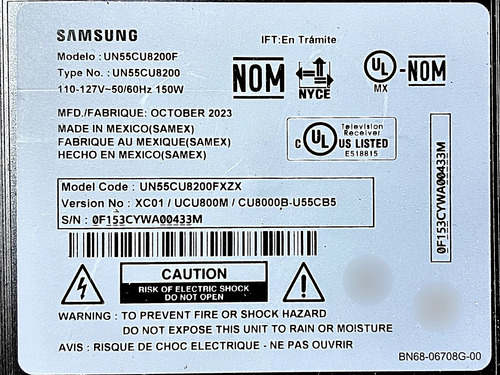 SAMSUNG
IFT:En Trámite
Modelo : UN55CU8200F
Type No. : UN55CU8200
110-127V~50/60Hz 150W
NOM
NYCE
UL
MX
-NOM
MFD./FABRIQUE: OCTOBER 2023
MADE IN MEXICO(SAMEX)
FABRIQUE AU MEXIQUE(SAMEX)
HECHO EN MEXICO(SAMEX)
Television
Receiver
c UL US LISTED
E518815
Model Code : UN55CU8200FXZX
Version No : XC01 / UCU800M / CU8000B-U55CB5
S/N : 0F153CYWA00433M
0F153CYWA00433M
CAUTION
RISK OF ELECTRIC SHOCK
DO NOT OPEN
WARNING : TO PREVENT FIRE OR SHOCK HAZARD
DO NOT EXPOSE THIS UNIT TO RAIN OR MOISTURE
AVIS : RISQUE DE CHOC ELECTRIQUE - NE PAS OUVRIR
BN68-06708G-00